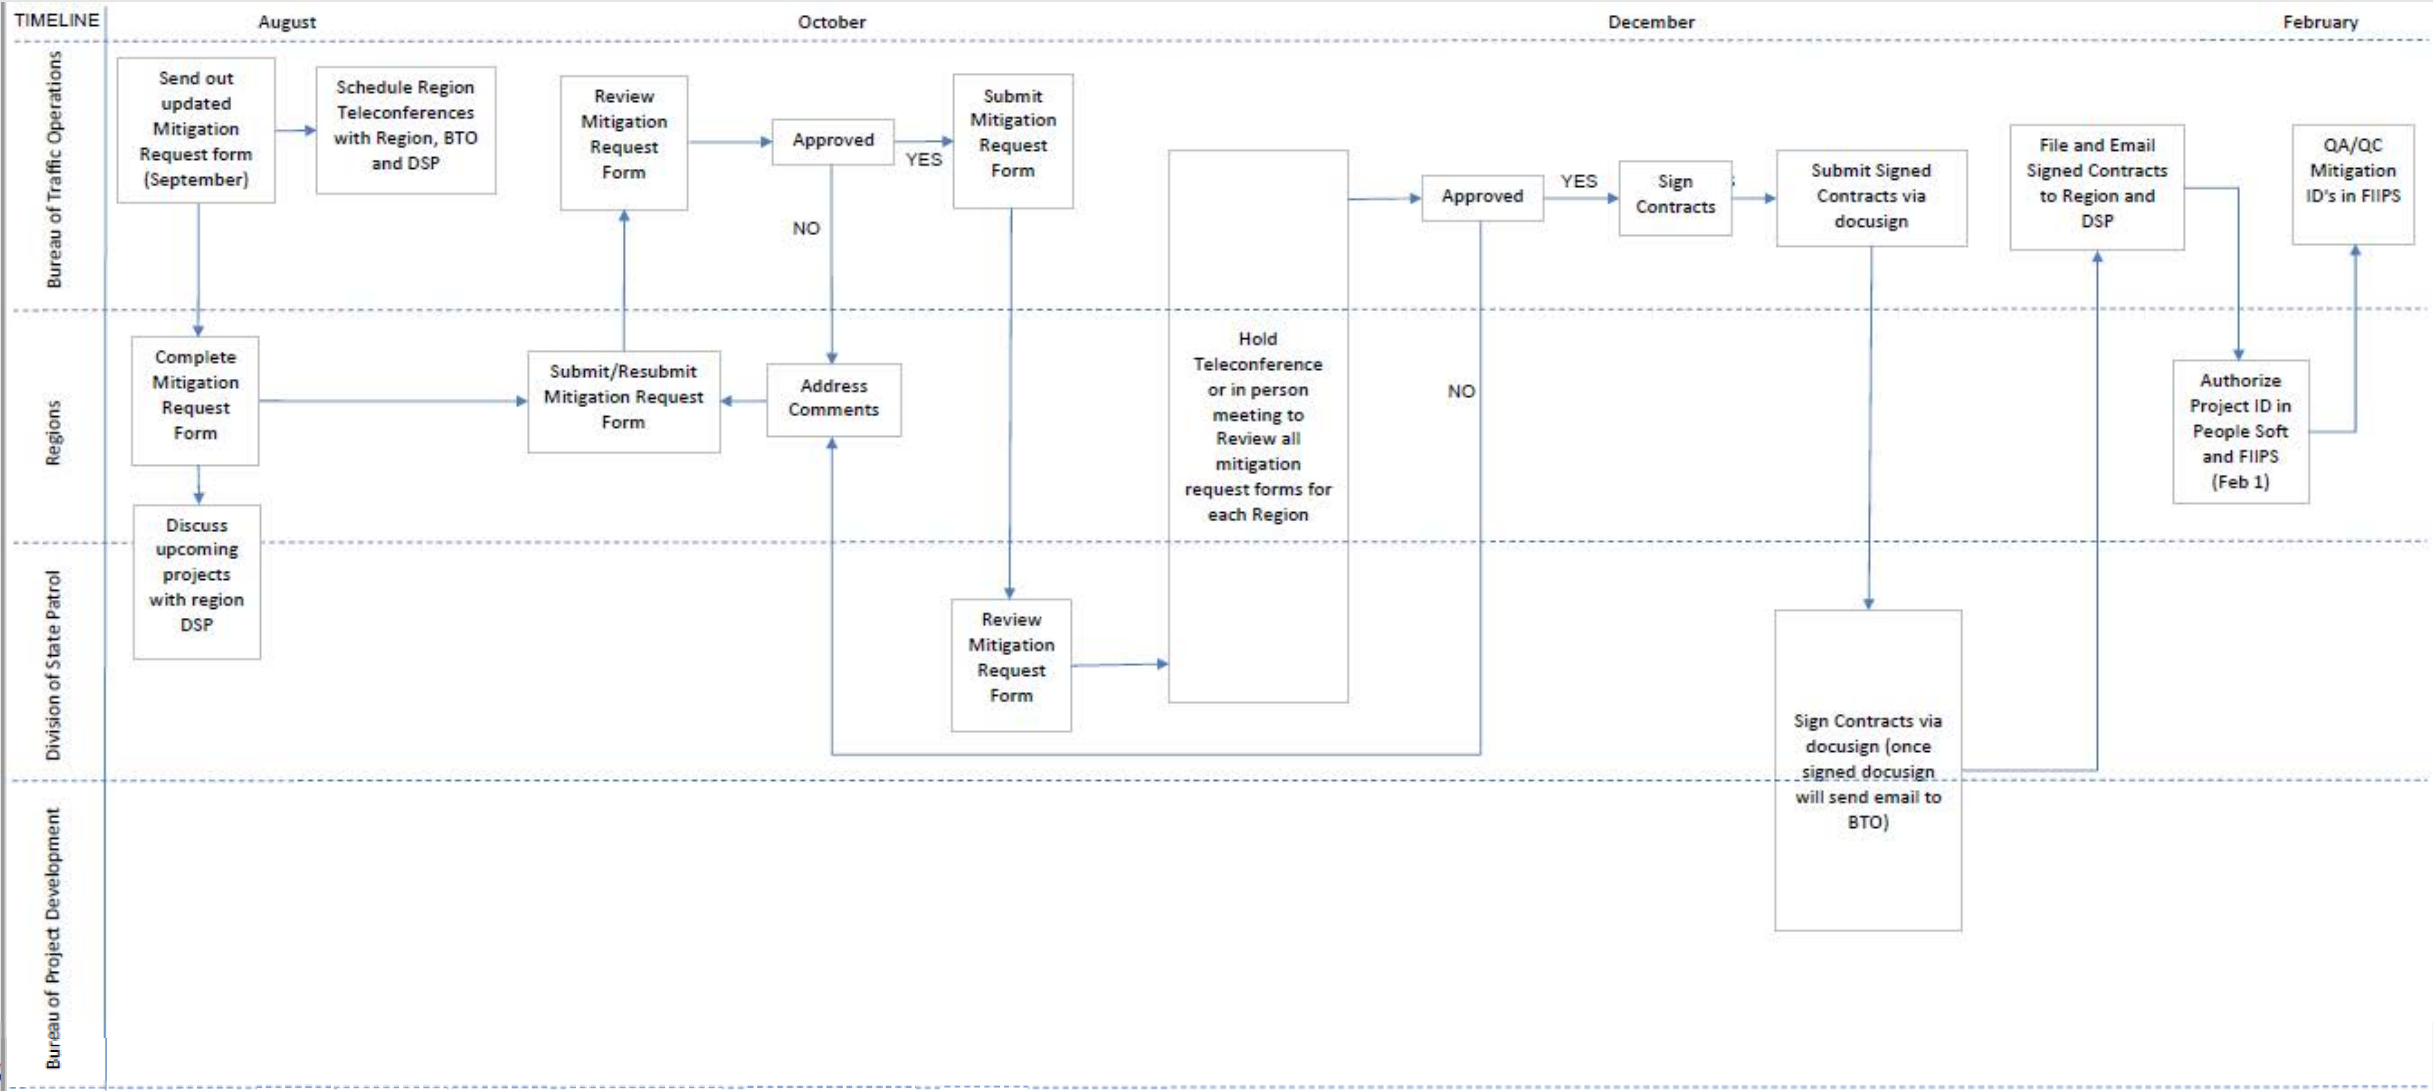 TIMELINE
August
October
December
February
Bureau of Traffic Operations
Send out
updated
Mitigation
Request form
(September)
Schedule Region
Teleconferences
with Region, BTO
and DSP
Review
Mitigation
Request
Form
Approved
YES
NO
Submit
Mitigation
Request
Form
Approved
YES
NO
Sign
Contracts
Submit Signed
Contracts via
docusign
File and Email
Signed Contracts
to Region and
DSP
QA/QC
Mitigation
ID's in FIIPS
Regions
Complete
Mitigation
Request
Form
Submit/Resubmit
Mitigation Request
Form
Address
Comments
Hold
Teleconference
or in person
meeting to
Review all
mitigation
request forms for
each Region
Authorize
Project ID in
People Soft
and FIIPS
(Feb 1)
Division of State Patrol
Discuss
upcoming
projects
with region
DSP
Review
Mitigation
Request
Form
Sign Contracts via
docusign (once
signed docusign
will send email to
BTO)
Bureau of Project Development